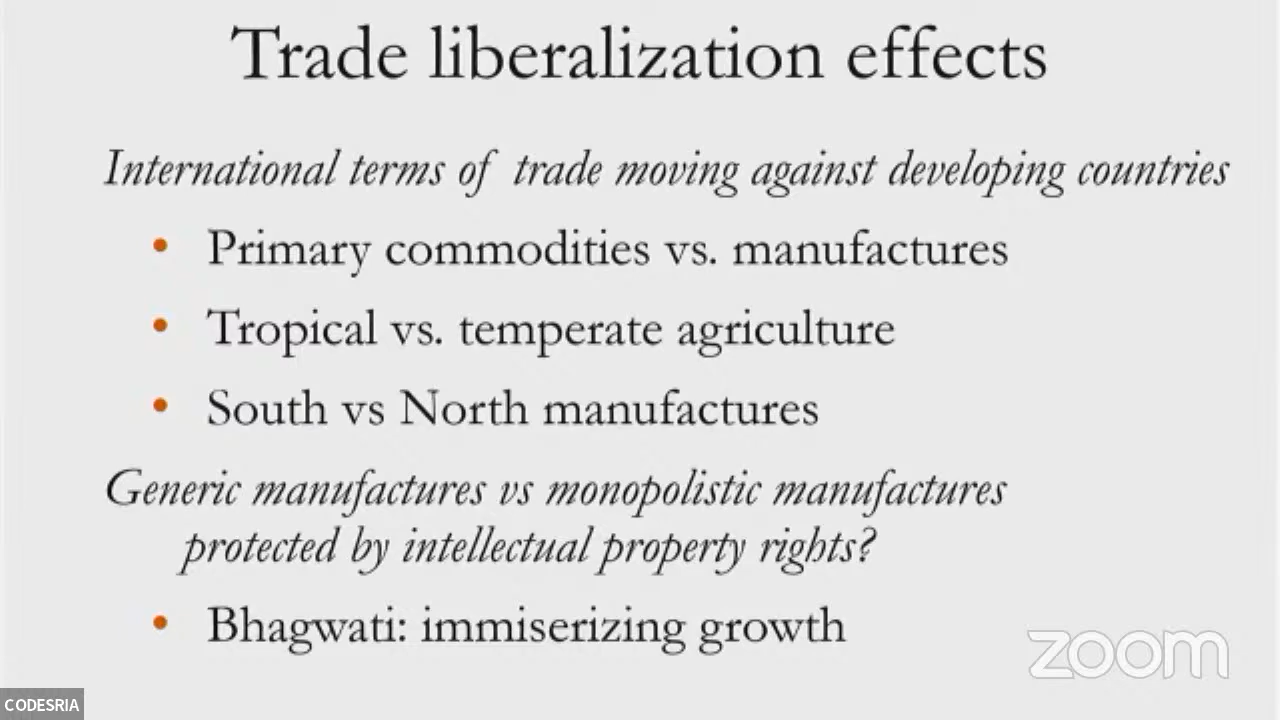 Trade liberalization effects
International terms of trade moving against developing countries
• Primary commodities vs. manufactures
• Tropical vs. temperate agriculture
• South vs North manufactures
Generic manufactures vs monopolistic manufactures
protected by intellectual property rights?
• Bhagwati: immiserizing growth
zoom
CODESRIA